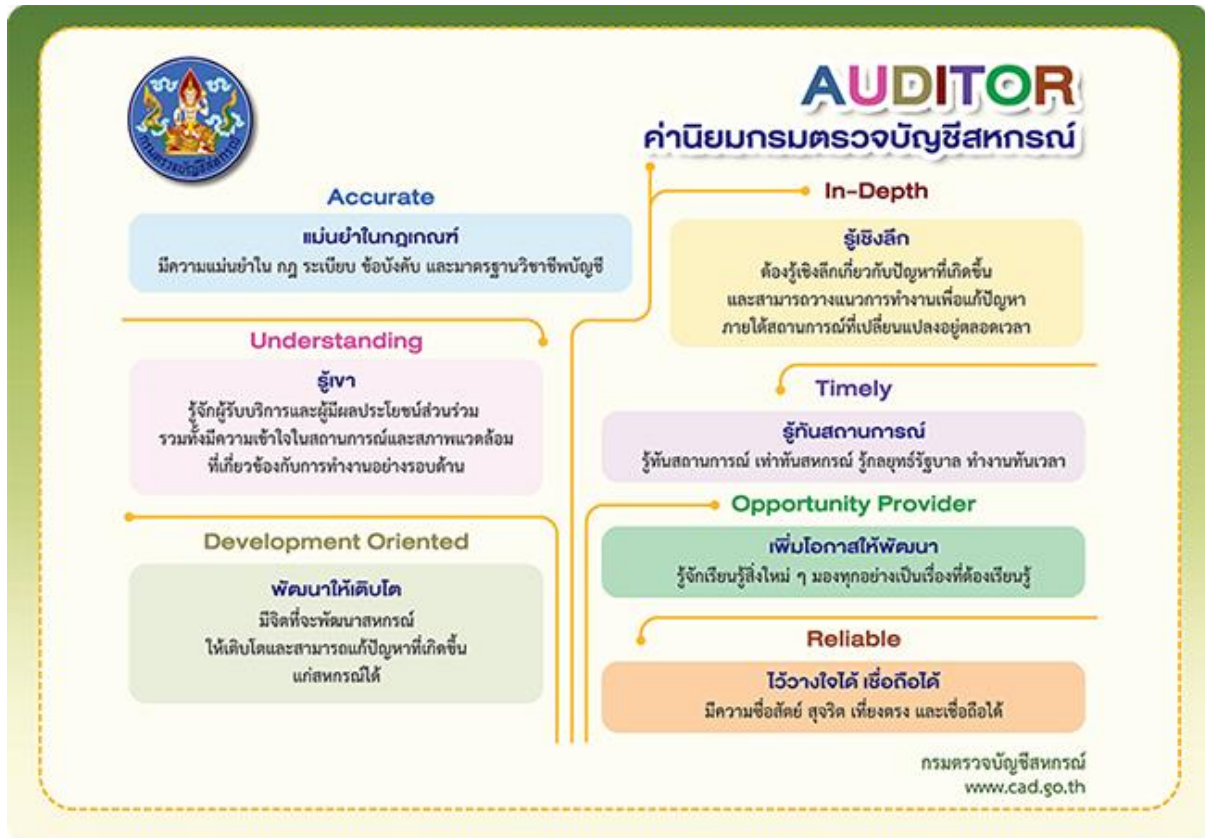 AUDITOR
ค่านิยมกรมตรวจบัญชีสหกรณ์
กรมตรวจบัญชีสหกรณ์
Accurate
แม่นยำในกฎเกณฑ์
มีความแม่นยำใน กฎ ระเบียบ ข้อบังคับ และมาตรฐานวิชาชีพบัญชี
Understanding
รู้เขา
รู้จักผู้รับบริการและผู้มีผลประโยชน์ส่วนร่วม
รวมทั้งมีความเข้าใจในสถานการณ์และสภาพแวดล้อม
ที่เกี่ยวข้องกับการทำงานอย่างรอบด้าน
Development Oriented
พัฒนาให้เติบโต
มีจิตที่จะพัฒนาสหกรณ์
ให้เติบโตและสามารถแก้ปัญหาที่เกิดขึ้น
แก่สหกรณ์ได้
In-Depth
รู้เชิงลึก
ต้องรู้เชิงลึกเกี่ยวกับปัญหาที่เกิดขึ้น
และสามารถวางแนวการทำงานเพื่อแก้ปัญหา
ภายใต้สถานการณ์ที่เปลี่ยนแปลงอยู่ตลอดเวลา
Timely
รู้ทันสถานการณ์
รู้ทันสถานการณ์ เท่าทันสหกรณ์ รู้กลยุทธ์รัฐบาล ทำงานทันเวลา
Opportunity Provider
เพิ่มโอกาสให้พัฒนา
รู้จักเรียนรู้สิ่งใหม่ ๆ มองทุกอย่างเป็นเรื่องที่ต้องเรียนรู้
Reliable
ไว้วางใจได้ เชื่อถือได้
มีความซื่อสัตย์ สุจริต เที่ยงตรง และเชื่อถือได้
กรมตรวจบัญชีสหกรณ์
www.cad.go.th